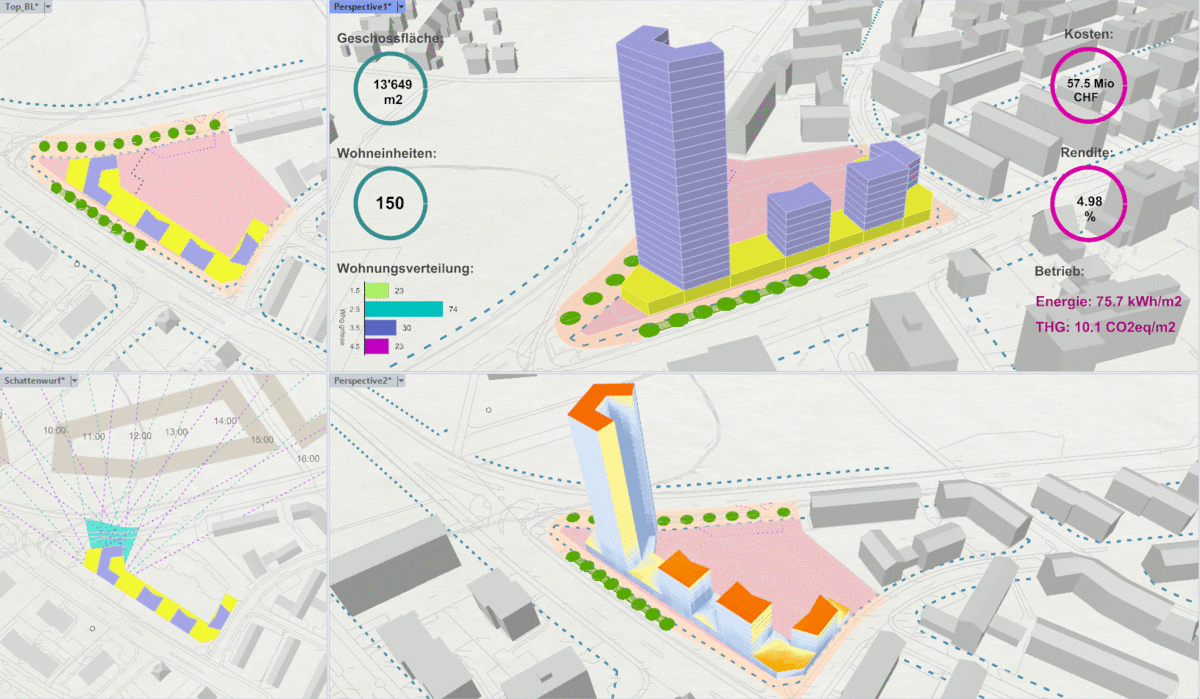 Top_BL*
Perspective1*
Geschossfläche:
13'649
m2
Wohneinheiten:
150
Wohnungsverteilung:
Whg.grösse
1.5 23
2.5 74
3.5 30
4.5 23
Kosten:
57.5 Mio
CHF
Rendite:
4.98
%
Betrieb:
Energie: 75.7 kWh/m2
THG: 10.1 CO2eq/m2
Schattenwurf*
10:00
11:00
12:00
13:00
14:00
15:00
16:00
Perspective2*